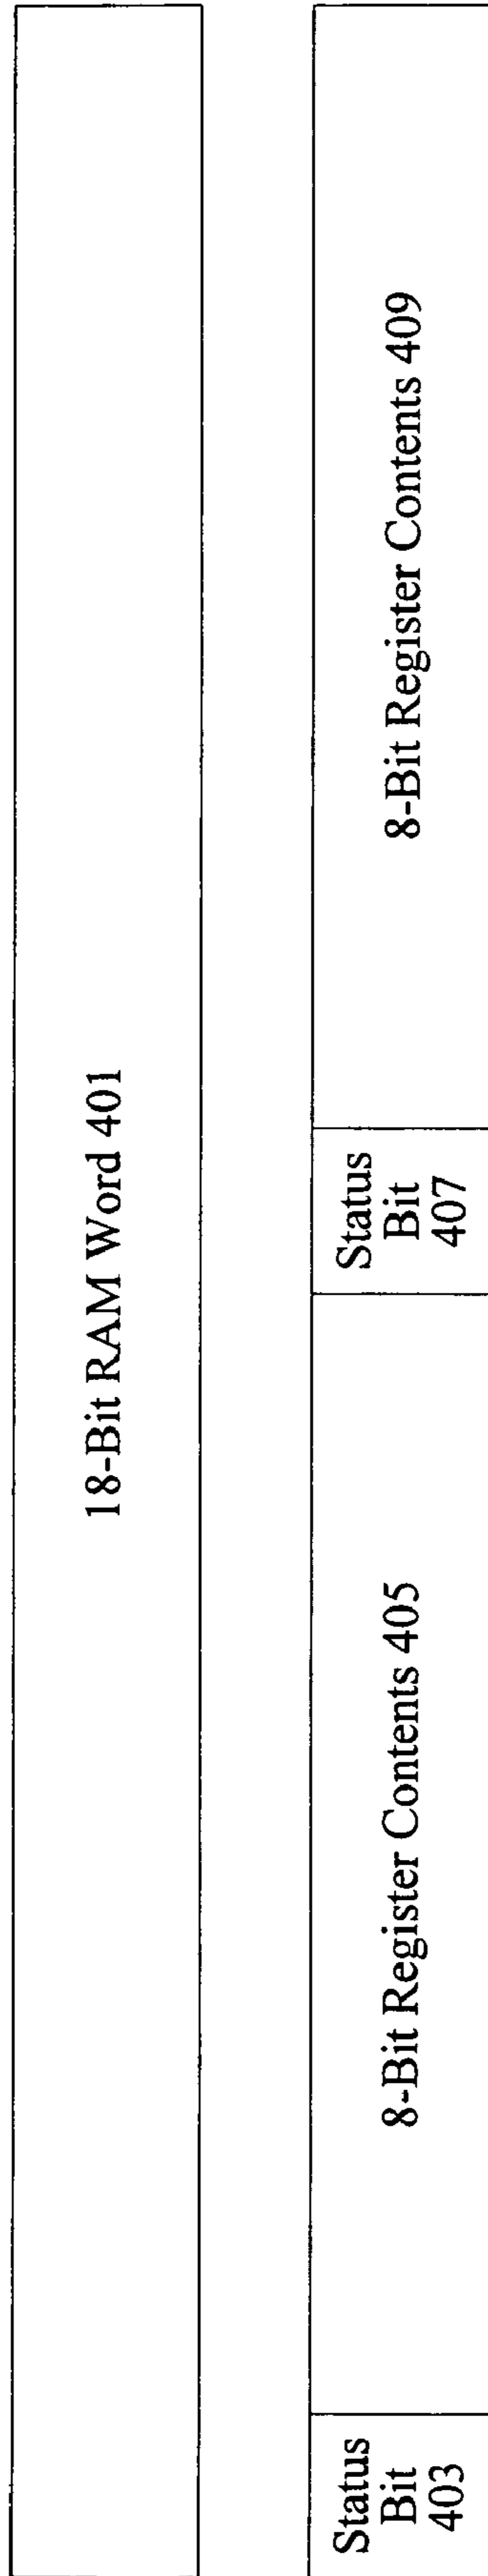 18-Bit RAM Word 401
Status
Bit
403
8-Bit Register Contents 405
Status
Bit
407
8-Bit Register Contents 409